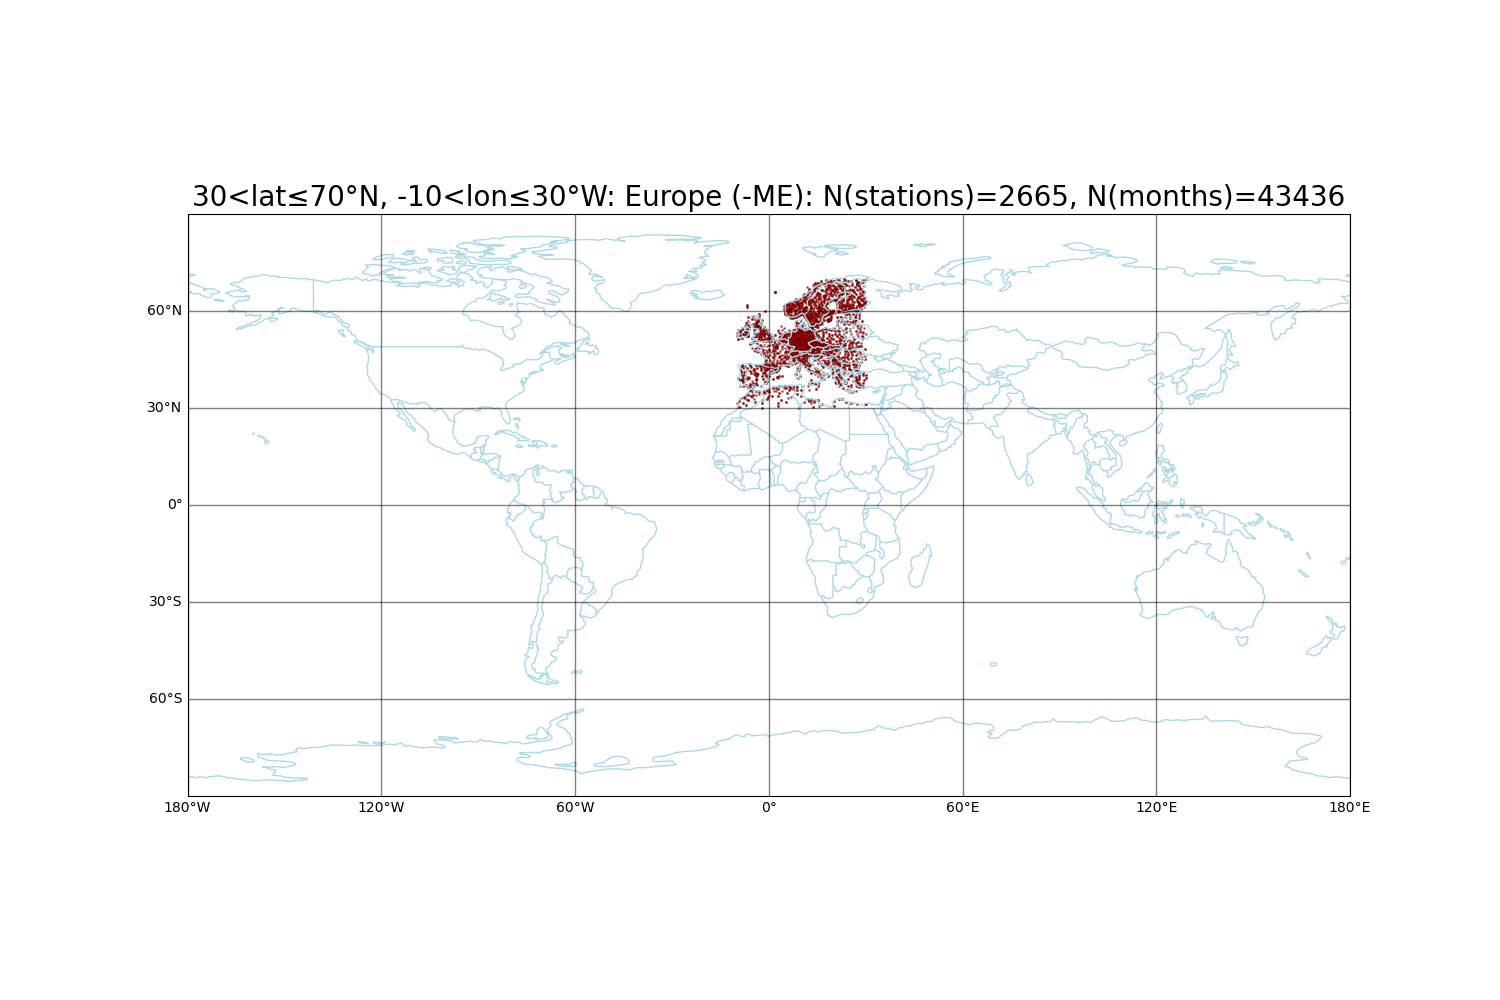 30<lat≤70°N, -10<lon≤30°W: Europe (-ME): N(stations)=2665, N(months)=43436
60°N
30°N
0°
30°S
60°S
180°W 120°W 60°W 0° 60°E 120°E 180°E